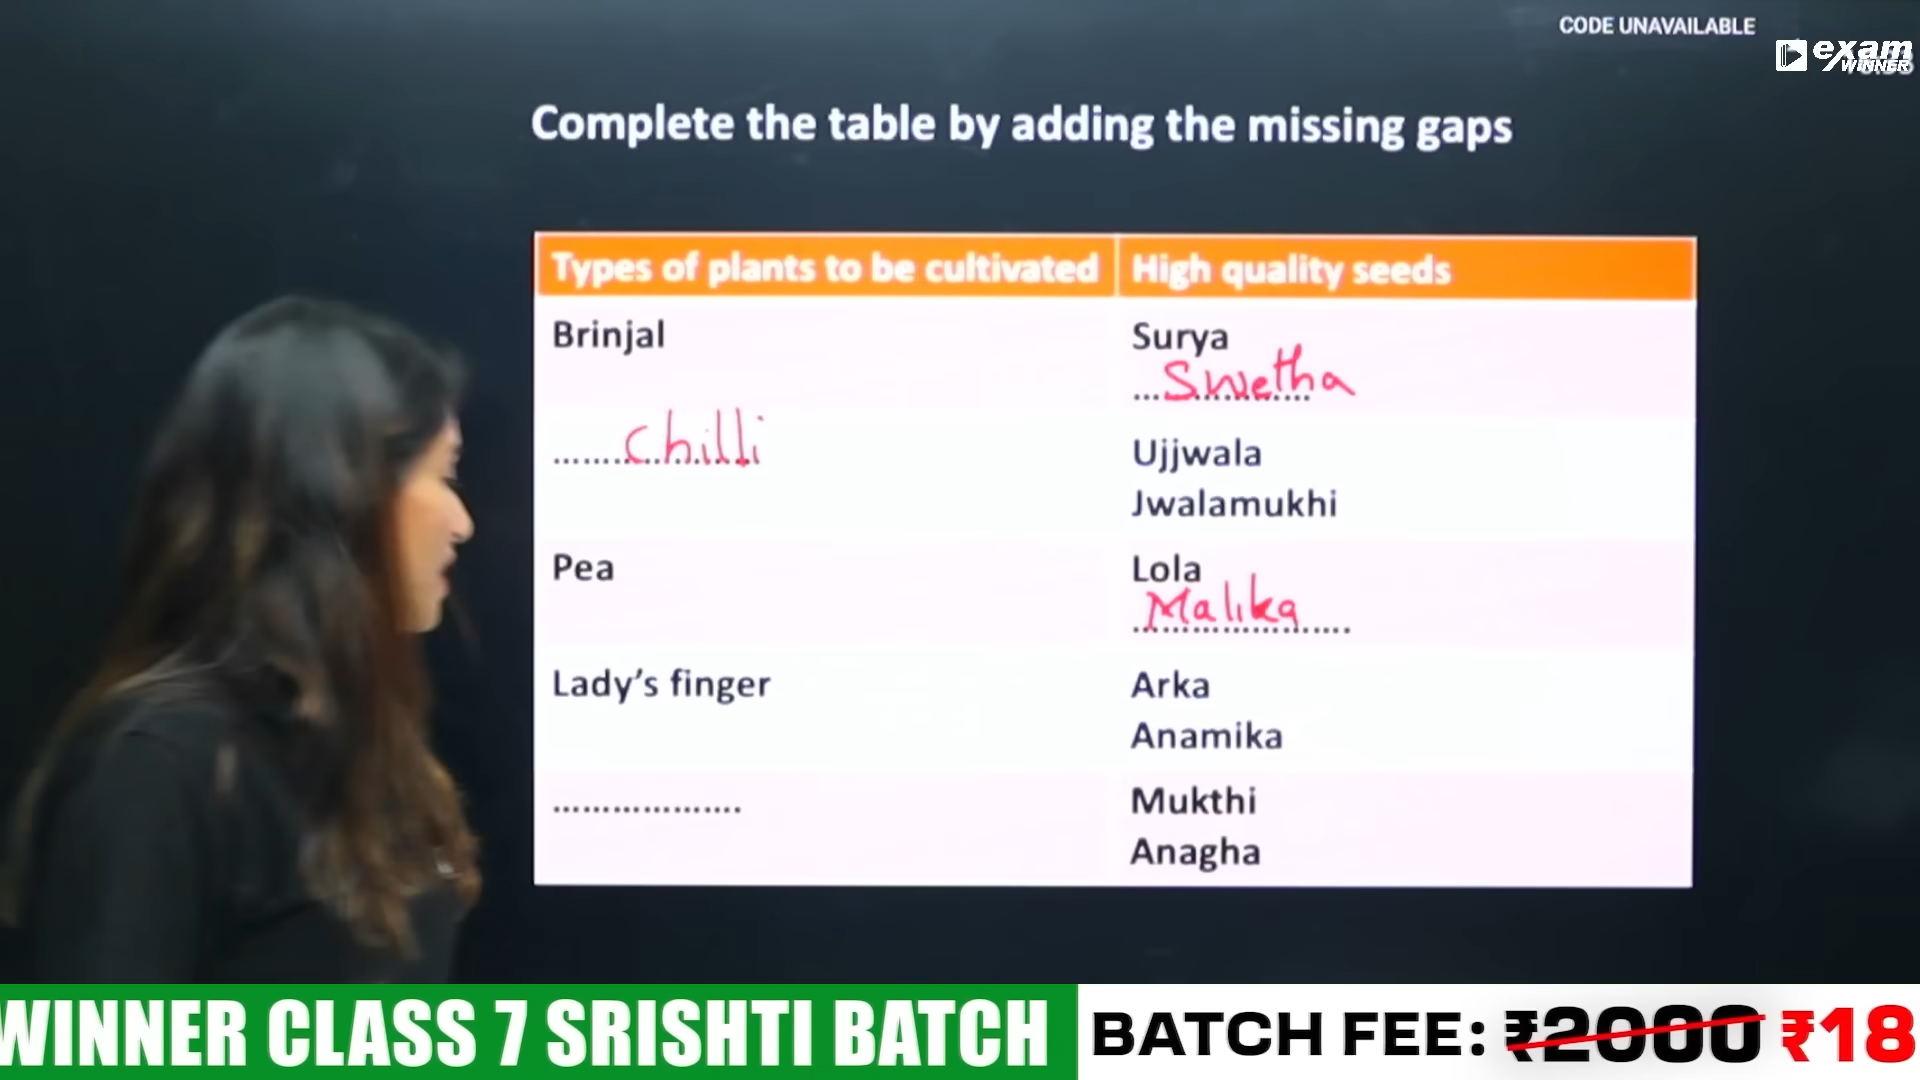 CODE UNAVAILABLE
exam
WINNER
Complete the table by adding the missing gaps
Types of plants to be cultivated High quality seeds
Brinjal Surya
...Swetha
......Chilli Ujjwala
Jwalamukhi
Pea Lola
Malika
Lady's finger Arka
Anamika
................... Mukthi
Anagha
WINNER CLASS 7 SRISHTI BATCH BATCH FEE: ₹2000 ₹18